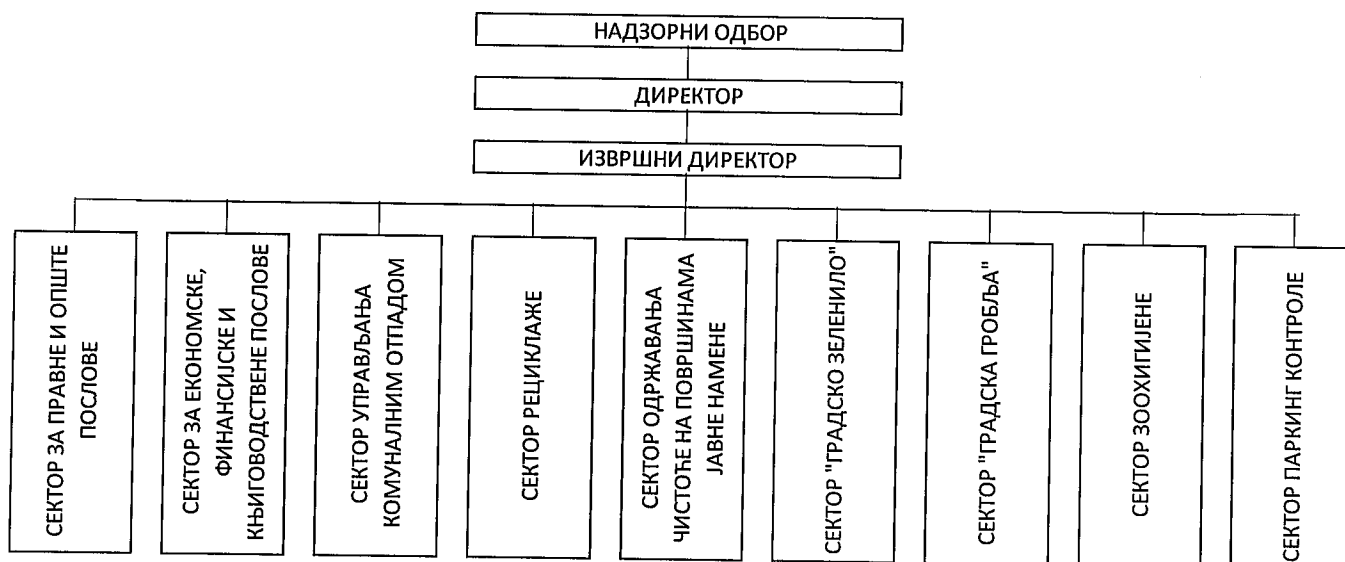 НАДЗОРНИ ОДБОР
ДИРЕКТОР
ИЗВРШНИ ДИРЕКТОР
СЕКТОР ЗА ПРАВНЕ И ОПШТЕ
ПОСЛОВЕ
СЕКТОР ЗА ЕКОНОМСКЕ,
ФИНАНСИЈСКЕ И
КЊИГОВОДСТВЕНЕ ПОСЛОВЕ
СЕКТОР УПРАВЉАЊА
КОМУНАЛНИМ ОТПАДОМ
СЕКТОР РЕЦИКЛАЖЕ
СЕКТОР ОДРЖАВАЊА
ЧИСТОЋЕ НА ПОВРШИНАМА
ЈАВНЕ НАМЕНЕ
СЕКТОР "ГРАДСКО ЗЕЛЕНИЛО"
СЕКТОР "ГРАДСКА ГРОБЉА"
СЕКТОР ЗООХИГИЈЕНЕ
СЕКТОР ПАРКИНГ КОНТРОЛЕ